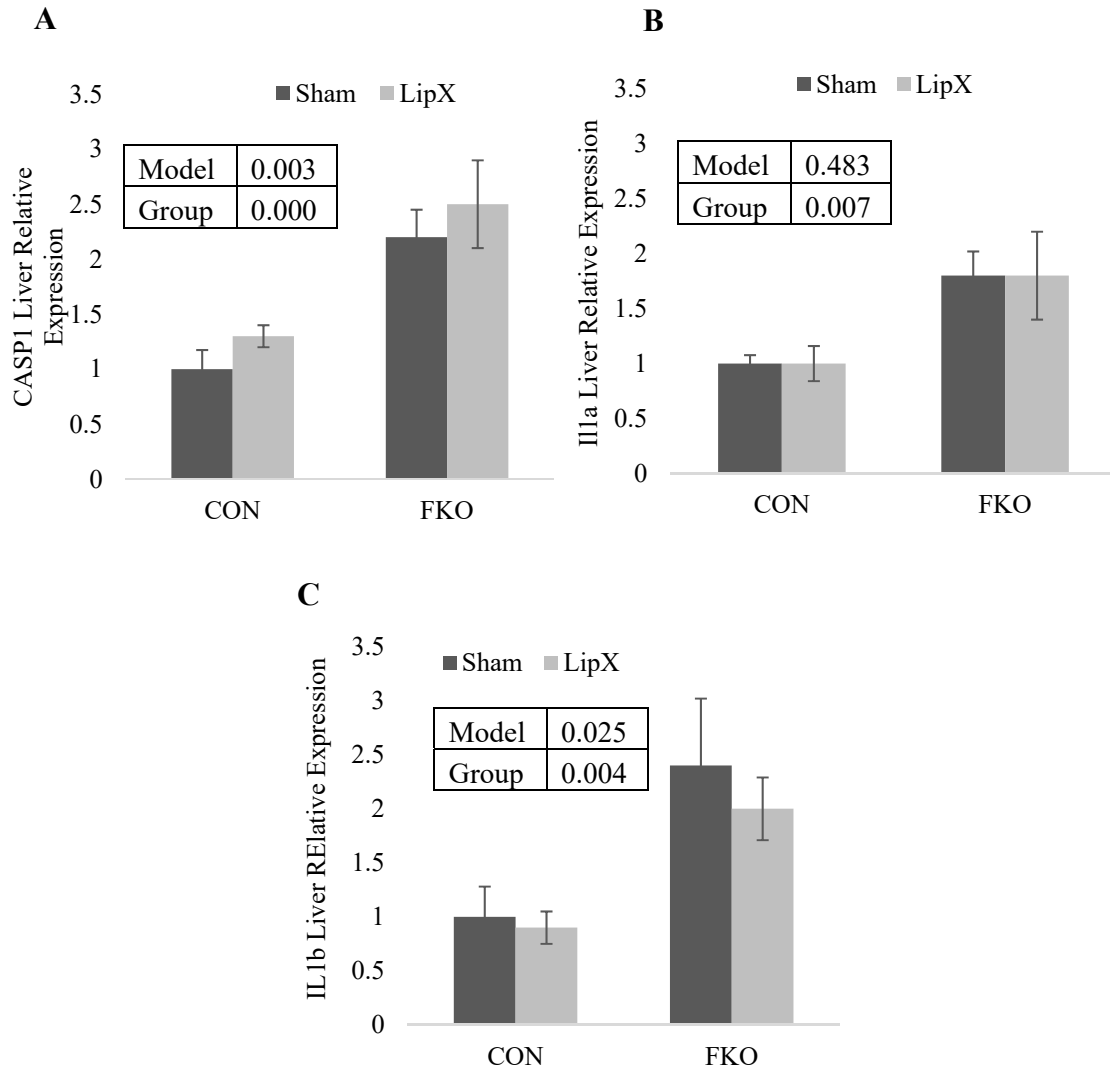 A
CASP1 Liver Relative
Expression
3.5
3
2.5
2
1.5
1
0.5
0
Sham LipX
Model 0.003
Group 0.000
CON FKO
B
Il1a Liver Relative Expression
3.5
3
2.5
2
1.5
1
0.5
0
Sham LipX
Model 0.483
Group 0.007
CON FKO
C
IL1b Liver RElative Expression
3.5
3
2.5
2
1.5
1
0.5
0
Sham LipX
Model 0.025
Group 0.004
CON FKO